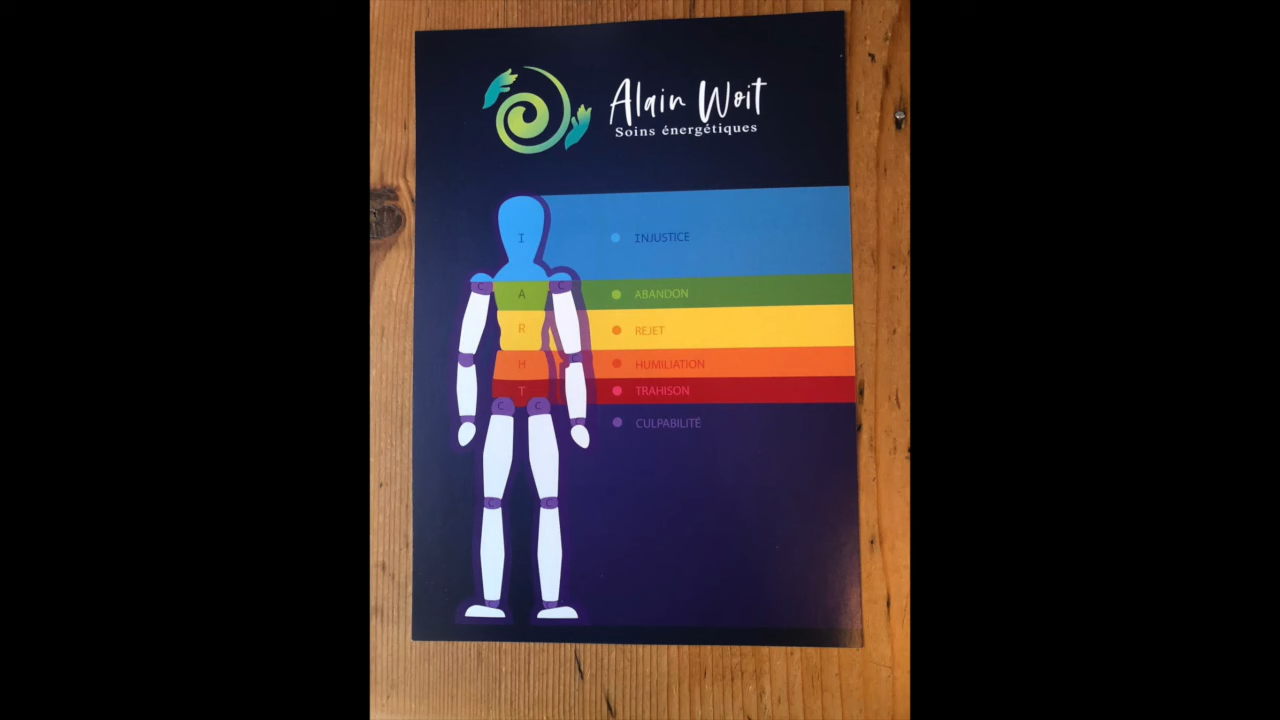 Alain Woit
Soins énergétiques
I
INJUSTICE
C
C
A
ABANDON
R
REJET
C
C
H
HUMILIATION
T
TRAHISON
C
C
CULPABILITÉ
C
C